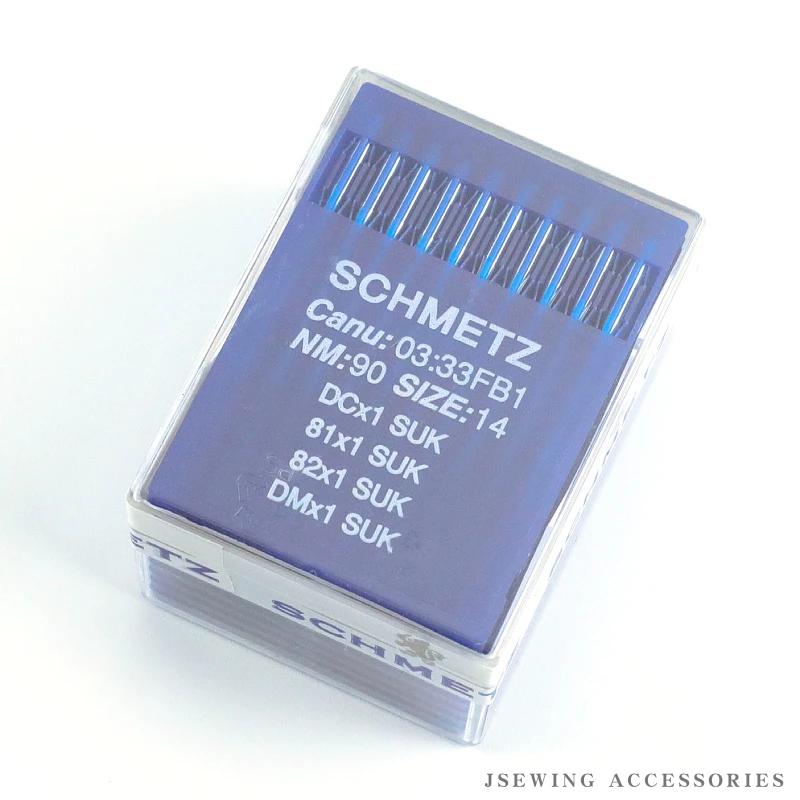 SCHMETZ
Canu: 03:33FB1
NM:90 SIZE:14
DCx1 SUK
81x1 SUK
82x1 SUK
DMx1 SUK
ETZ SCHME
JSEWING ACCESSORIES